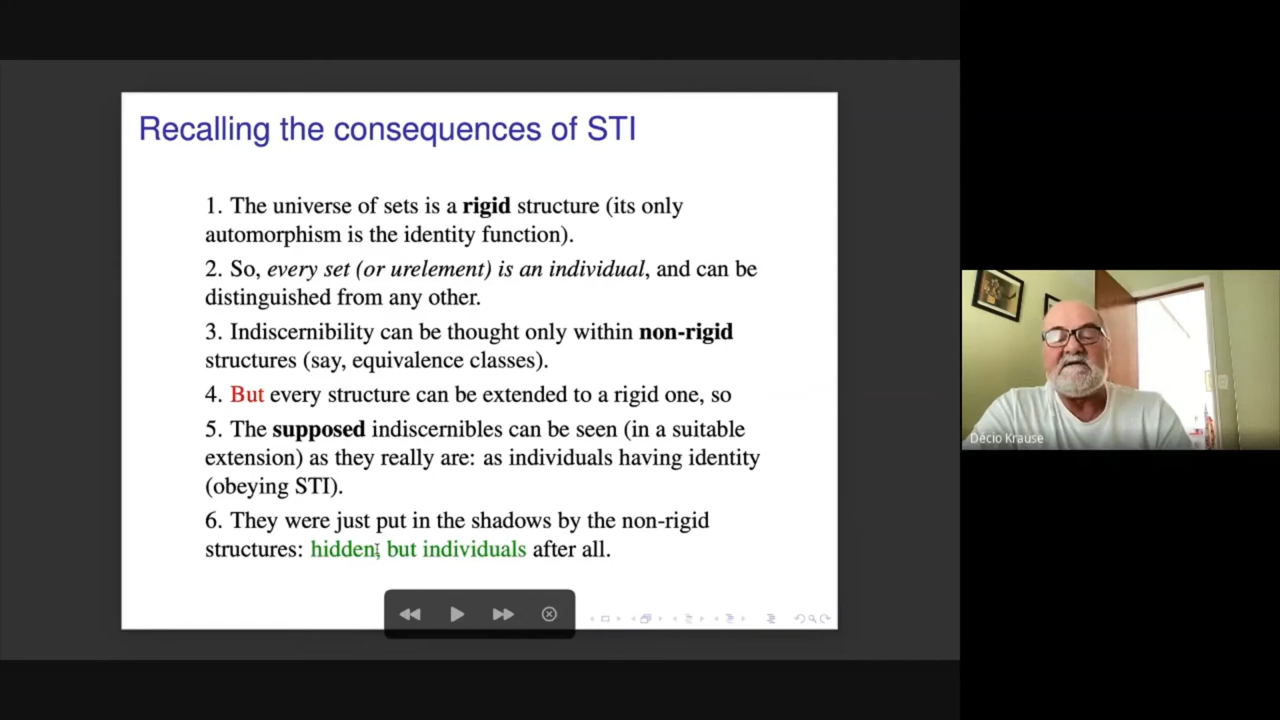 Recalling the consequences of STI
1. The universe of sets is a rigid structure (its only
automorphism is the identity function).
2. So, every set (or urelement) is an individual, and can be
distinguished from any other.
3. Indiscernibility can be thought only within non-rigid
structures (say, equivalence classes).
4. But every structure can be extended to a rigid one, so
5. The supposed indiscernibles can be seen (in a suitable
extension) as they really are: as individuals having identity
(obeying STI).
6. They were just put in the shadows by the non-rigid
structures: hidden, but individuals after all.
Décio Krause